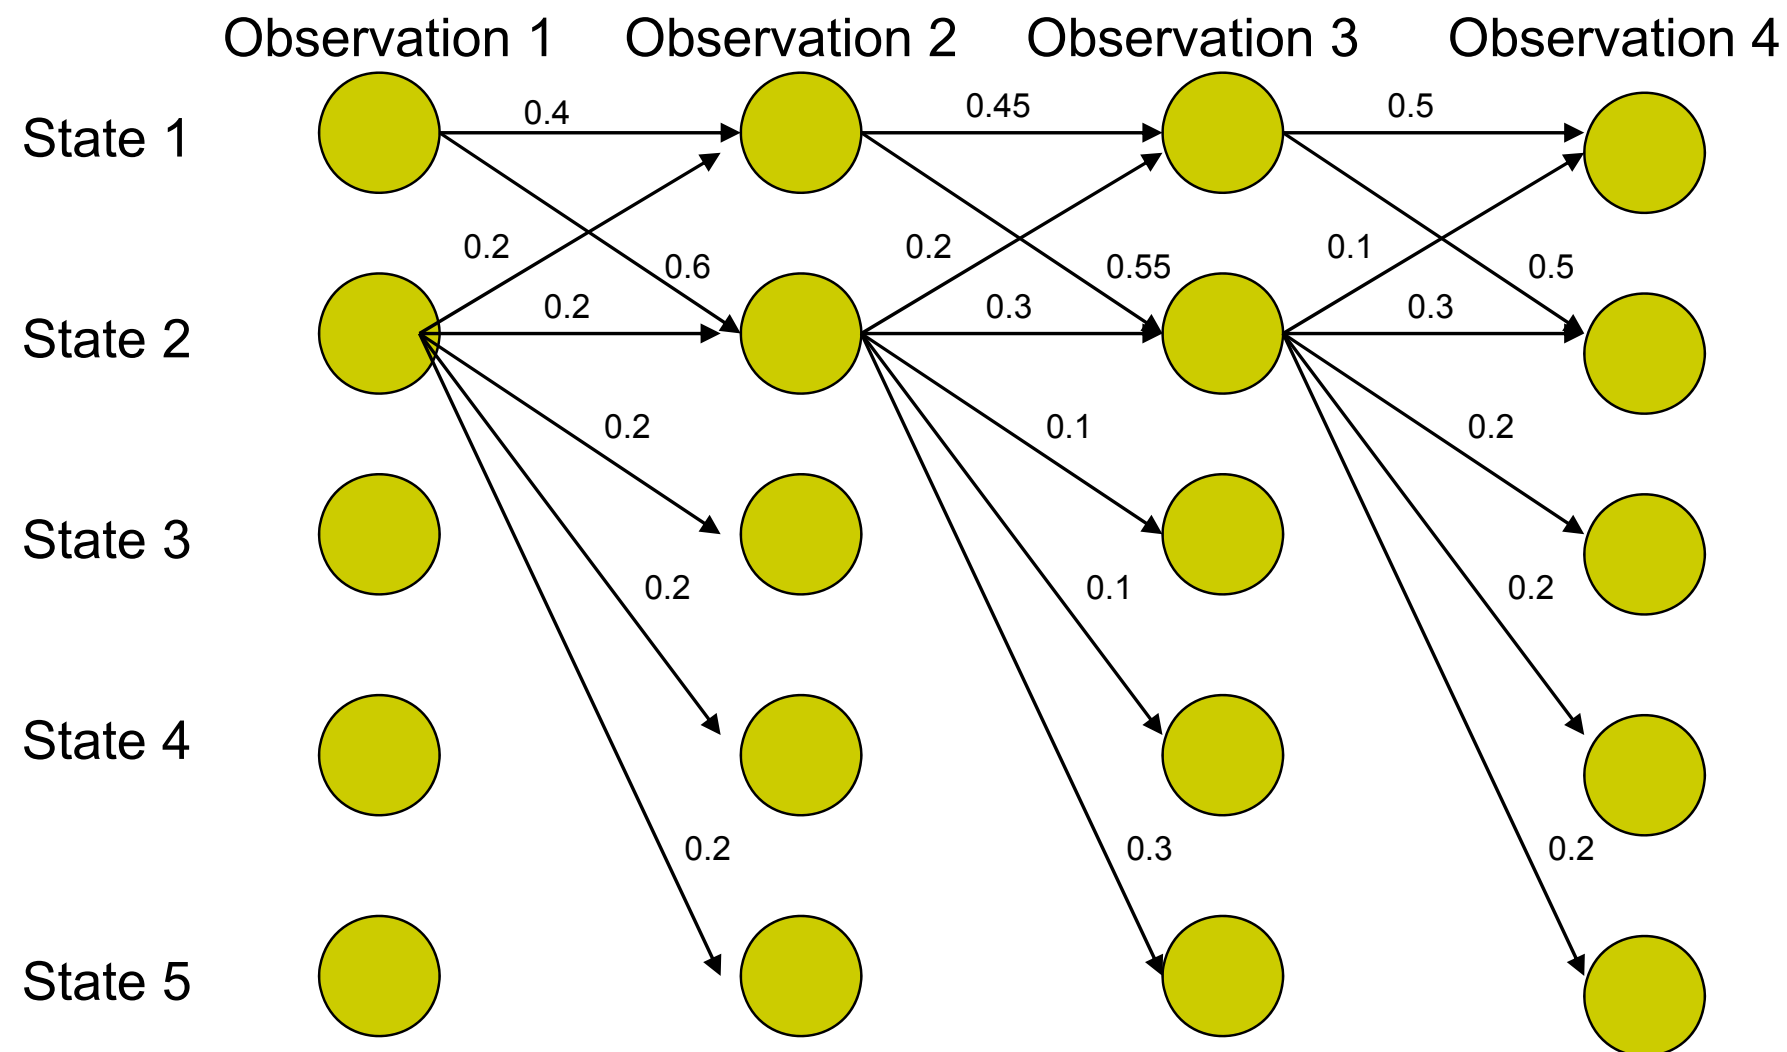 Observation 1 Observation 2 Observation 3 Observation 4
0.4 0.45 0.5
State 1
0.2 0.6 0.2 0.55 0.1 0.5
0.2 0.3 0.3
State 2
0.2 0.1 0.2
State 3
0.2 0.1 0.2
State 4
0.2 0.3 0.2
State 5